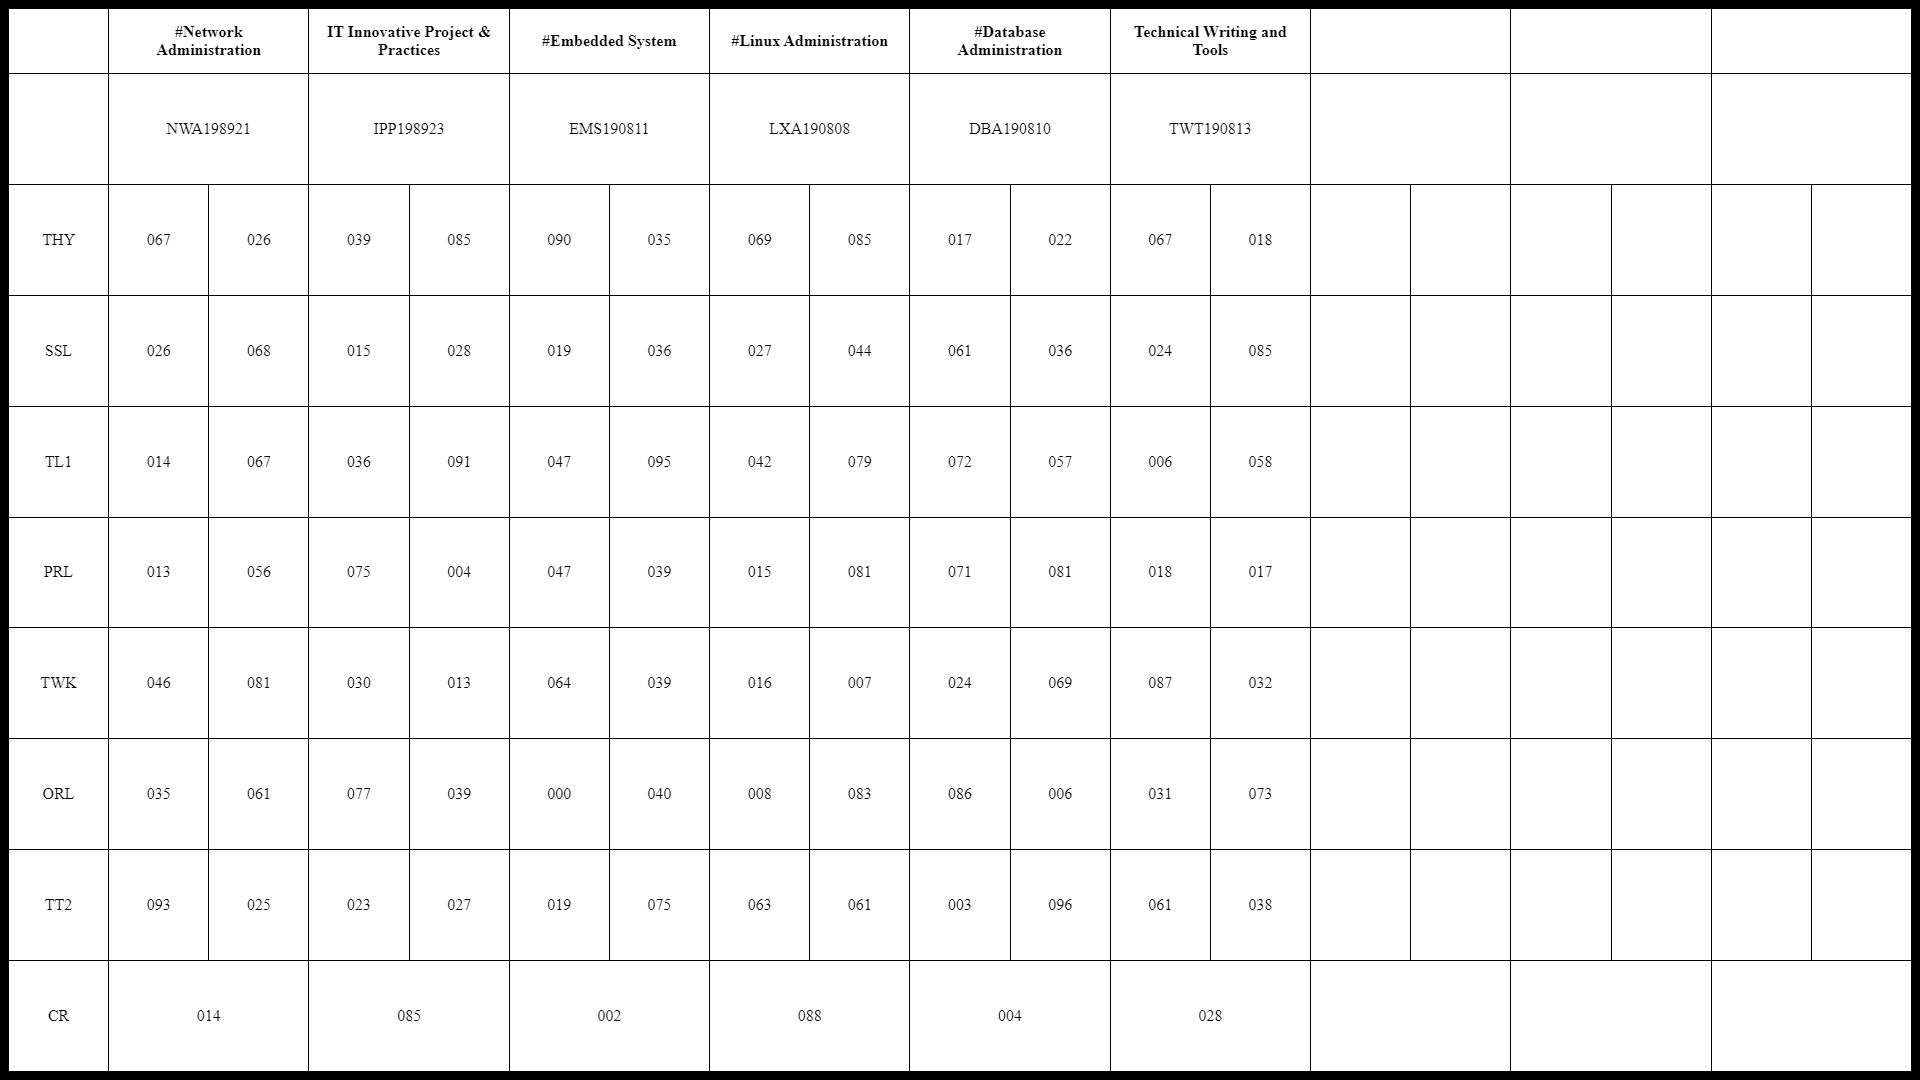 #Network Administration IT Innovative Project & Practices #Embedded System #Linux Administration #Database Administration Technical Writing and Tools
NWA198921 IPP198923 EMS190811 LXA190808 DBA190810 TWT190813
THY 067 026 039 085 090 035 069 085 017 022 067 018
SSL 026 068 015 028 019 036 027 044 061 036 024 085
TL1 014 067 036 091 047 095 042 079 072 057 006 058
PRL 013 056 075 004 047 039 015 081 071 081 018 017
TWK 046 081 030 013 064 039 016 007 024 069 087 032
ORL 035 061 077 039 000 040 008 083 086 006 031 073
TT2 093 025 023 027 019 075 063 061 003 096 061 038
CR 014 085 002 088 004 028